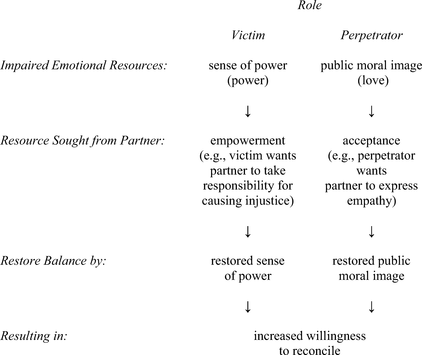 Role
Victim Perpetrator
Impaired Emotional Resources: sense of power public moral image
(power) (love)
↓ ↓
Resource Sought from Partner: empowerment acceptance
(e.g., victim wants (e.g., perpetrator
partner to take wants
responsibility for partner to express
causing injustice) empathy)
↓ ↓
Restore Balance by: restored sense restored public
of power moral image
↓ ↓
Resulting in: increased willingness
to reconcile